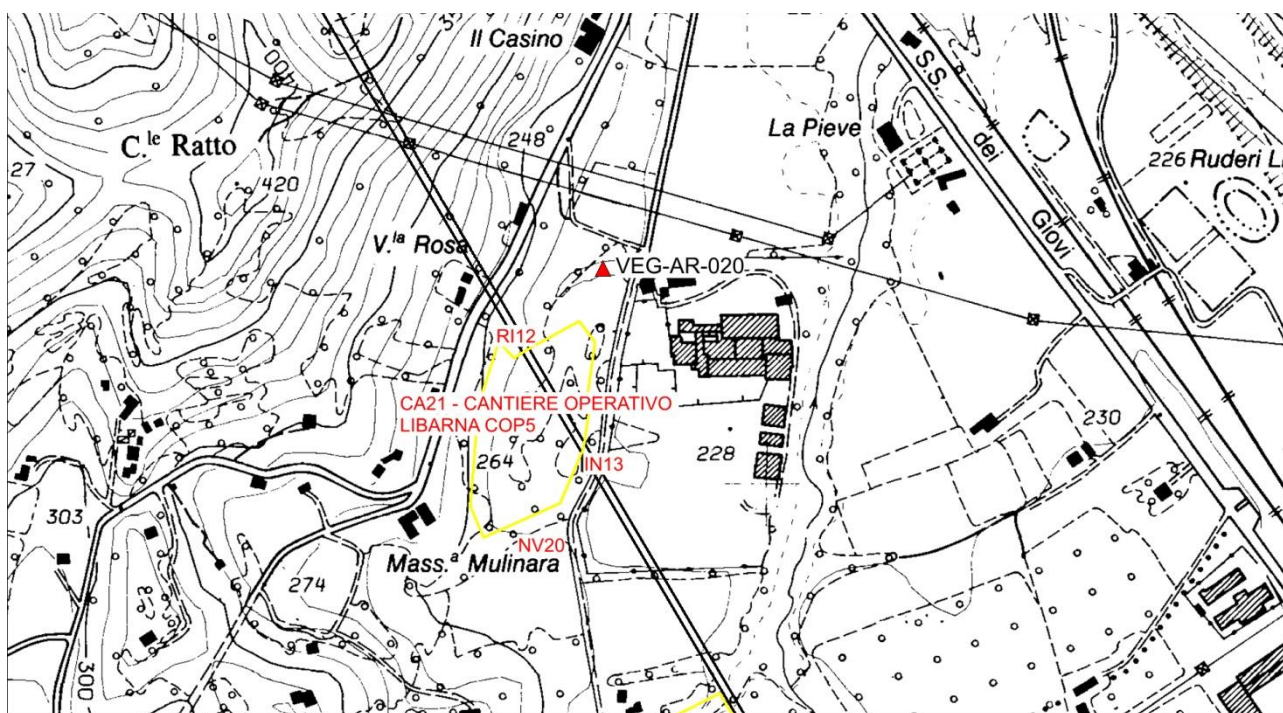 Il Casino
400
C.le Ratto
27
420
248
La Pieve
S.S. dei Giovi
226 Ruderi L
V.la Rosa
VEG-AR-020
RI12
CA21 - CANTIERE OPERATIVO
LIBARNA COP5
264
IN13
228
230
303
NV20
Mass.a Mulinara
274
300